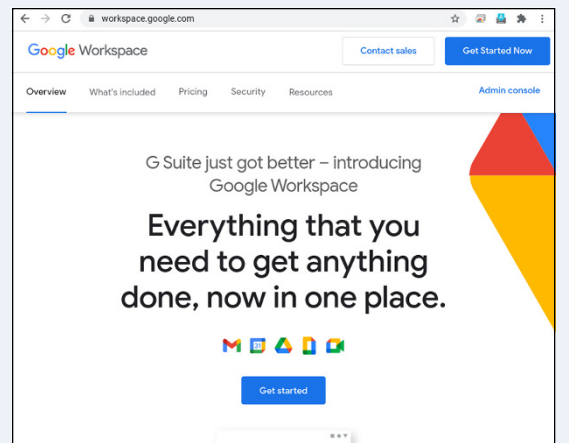 workspace.google.com
Google Workspace
Contact sales
Get Started Now
Overview
What's included
Pricing
Security
Resources
Admin console
G Suite just got better – introducing
Google Workspace
Everything that you
need to get anything
done, now in one place.
31
Get started